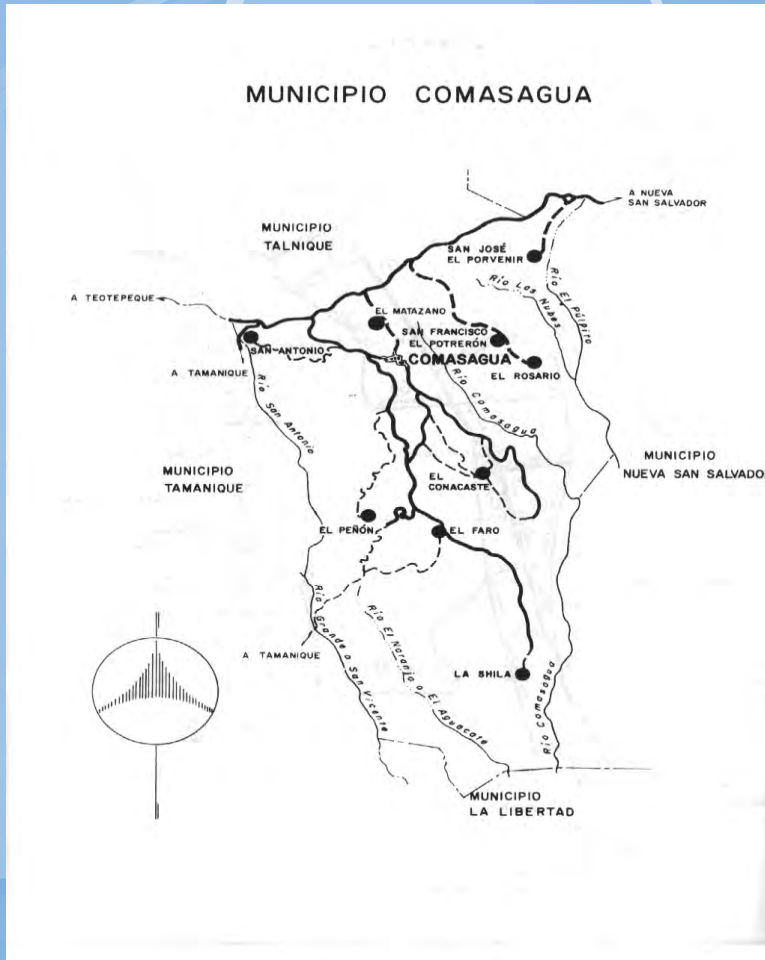 MUNICIPIO COMASAGUA
A NUEVA
SAN SALVADOR
MUNICIPIO
TALNIQUE
SAN JOSÉ
EL PORVENIR
Río El Púlpito
Río Las Nubes
A TEOTEPEQUE
EL MATAZANO
SAN FRANCISCO
EL POTRERÓN
SAN ANTONIO
COMASAGUA
A TAMANIQUE
EL ROSARIO
Río San Antonio
Río Comasagua
MUNICIPIO
NUEVA SAN SALVADO
MUNICIPIO
TAMANIQUE
EL
CONACASTE
EL PEÑÓN
EL FARO
Río Grande o San Vicente
Río El Naranjo o El Aguacate
A TAMANIQUE
LA SHILA
Río Comasagua
MUNICIPIO
LA LIBERTAD